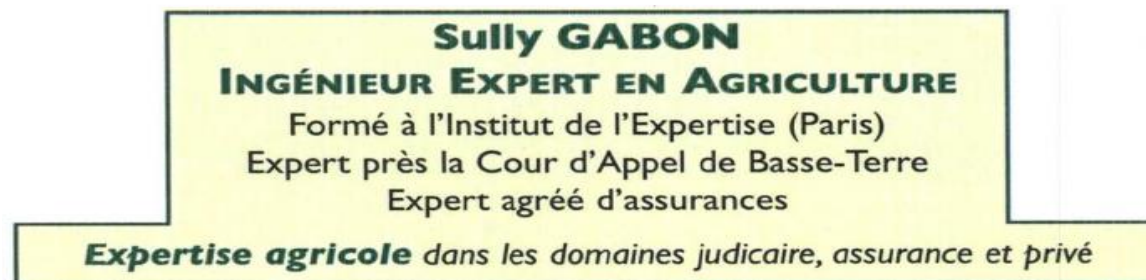 Sully GABON
INGÉNIEUR EXPERT EN AGRICULTURE
Formé à l'Institut de l'Expertise (Paris)
Expert près la Cour d'Appel de Basse-Terre
Expert agréé d'assurances
Expertise agricole dans les domaines judicaire, assurance et privé